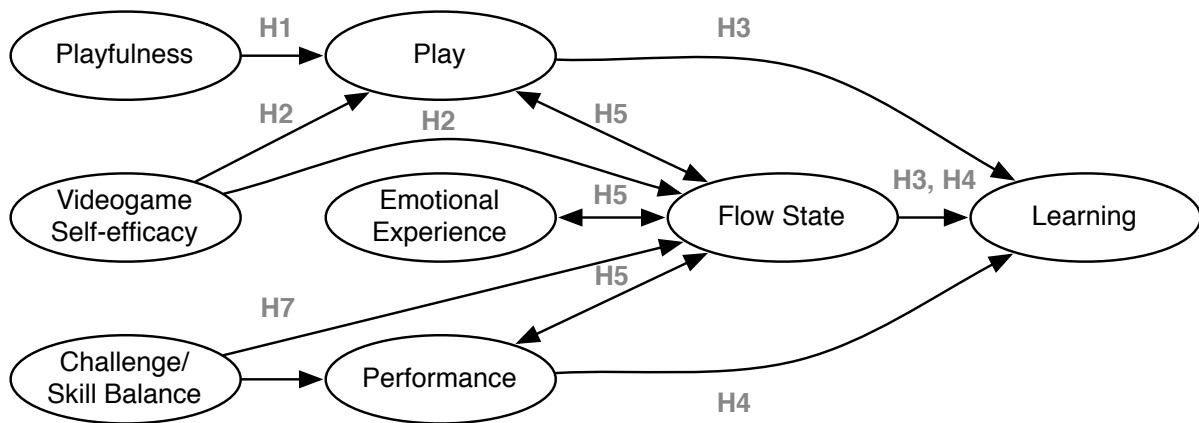 H1
H3
Playfulness
Play
H2
H2
H5
Videogame
Self-efficacy
Emotional
Experience
H5
Flow State
H3, H4
Learning
H7
H5
Challenge/
Skill Balance
Performance
H4